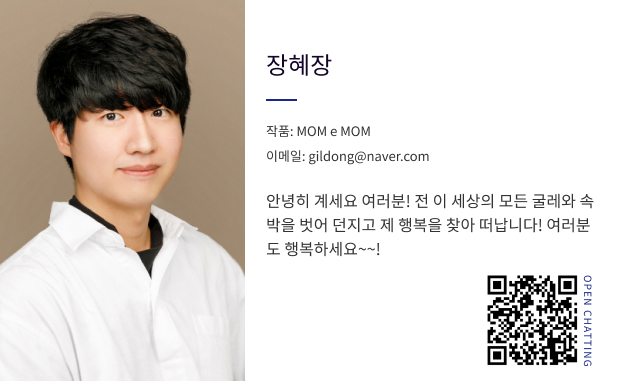 장혜장
작품: MOM e MOM
이메일: gildong@naver.com
안녕히 계세요 여러분! 전 이 세상의 모든 굴레와 속
박을 벗어 던지고 제 행복을 찾아 떠납니다! 여러분
도 행복하세요~~!
OPEN CHATTING